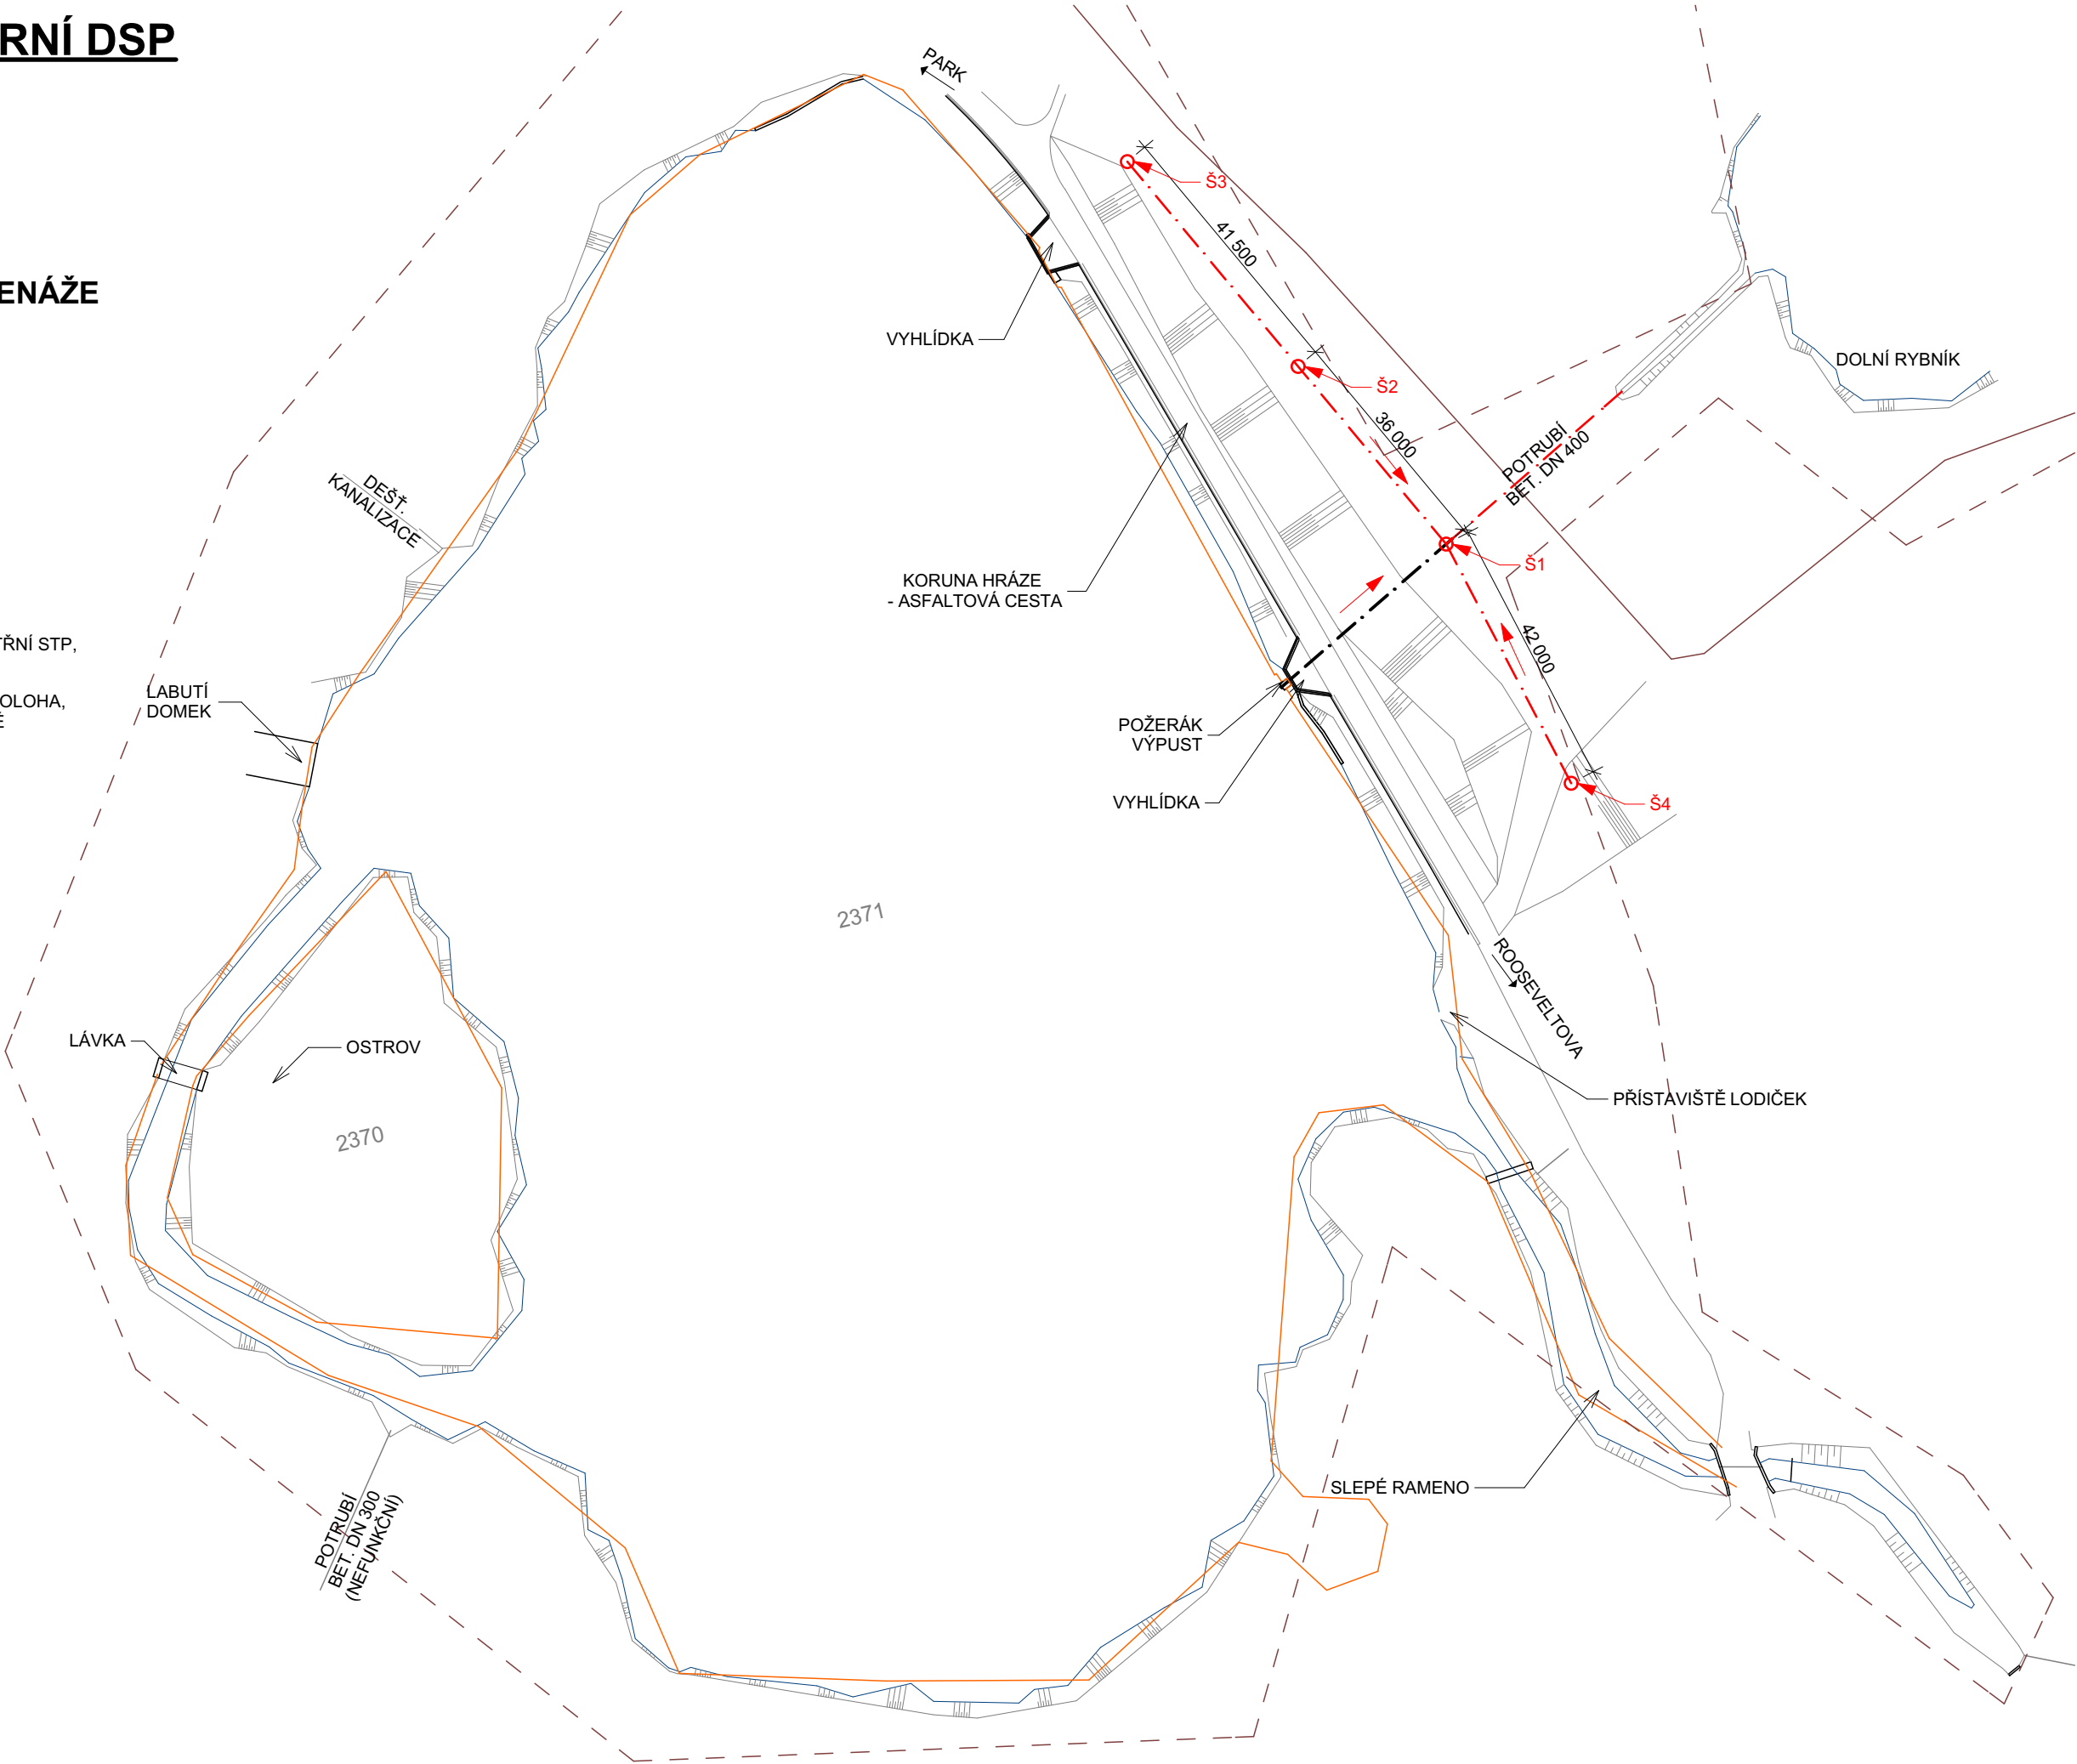 RNÍ DSP
PARK
Š3
41 500
ENÁŽE
VYHLÍDKA
Š2
DOLNÍ RYBNÍK
36 000
POTRUBÍ
BET. DN 400
DEŠŤ.
KANALIZACE
Š1
KORUNA HRÁZE
- ASFALTOVÁ CESTA
TŘNÍ STP,
42 000
LABUTÍ
DOMEK
OLOHA,
POŽERÁK
VÝPUST
VYHLÍDKA
Š4
2371
ROOSEVELTOVA
LÁVKA
OSTROV
PŘÍSTAVIŠTĚ LODIČEK
2370
SLEPÉ RAMENO
POTRUBÍ
BET. DN 300
(NEFUNKČNÍ)